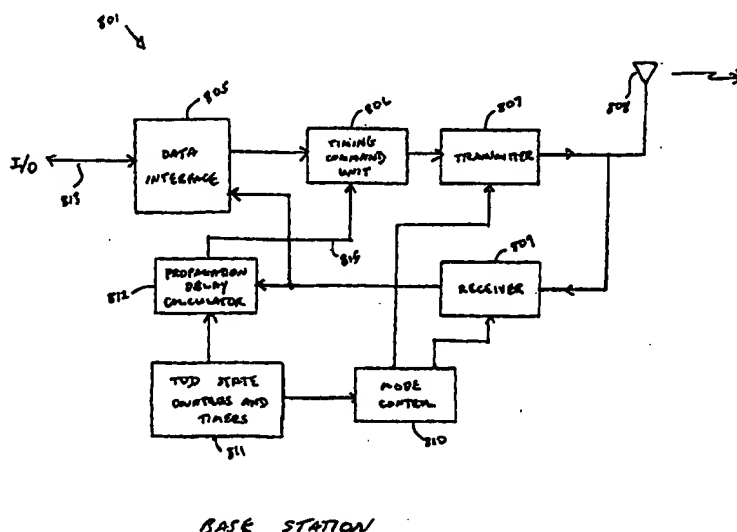 801
805
806
807
808
I/O
813
DATA INTERFACE
TIMING COMMAND UNIT
TRANSMITTER
815
809
812
PROPAGATION DELAY CALCULATOR
RECEIVER
TDD STATE COUNTERS AND TIMERS
MODE CONTROL
811
810
BASE STATION